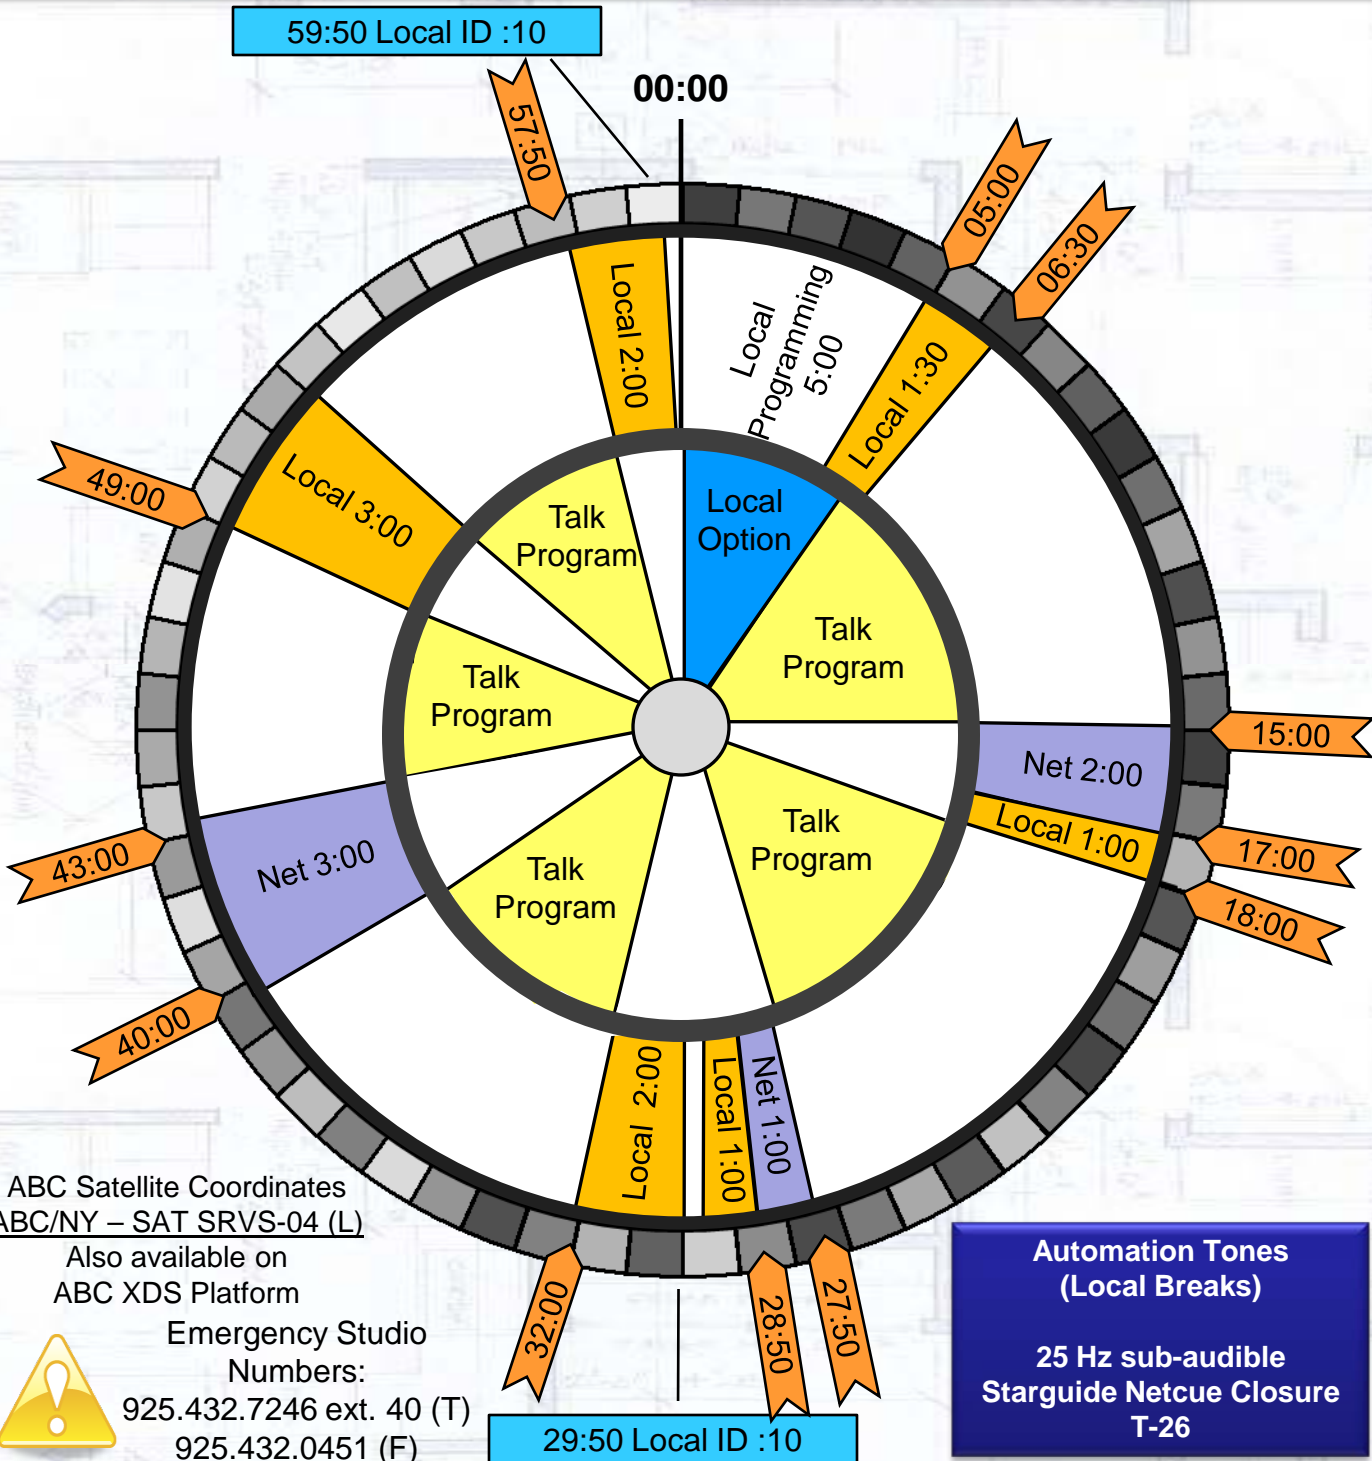 59:50 Local ID :10
00:00
57:50
05:00
06:30
Local 2:00
Local
Programming
5:00
Local 1:30
49:00
Local 3:00
Talk
Program
Local
Option
Talk
Program
Talk
Program
15:00
Net 2:00
Local 1:00
17:00
18:00
43:00
Net 3:00
Talk
Program
Talk
Program
40:00
Local 2:00
Local 1:00
Net 1:00
32:00
28:50
27:50
29:50 Local ID :10
ABC Satellite Coordinates
ABC/NY – SAT SRVS-04 (L)
Also available on
ABC XDS Platform
Emergency Studio
Numbers:
925.432.7246 ext. 40 (T)
925.432.0451 (F)
Automation Tones
(Local Breaks)
25 Hz sub-audible
Starguide Netcue Closure
T-26